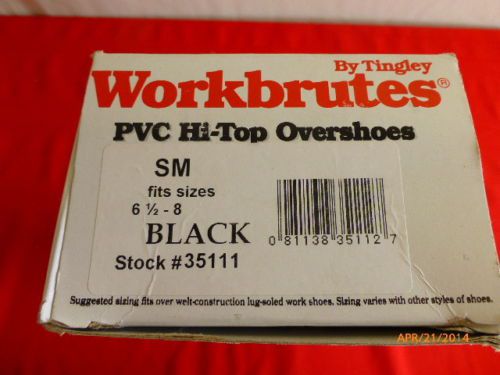 By Tingley
Workbrutes®
PVC Hi-Top Overshoes
SM
fits sizes
6 ½ - 8
BLACK
Stock #35111
0 81138 35112 7
Suggested sizing fits over welt-construction lug-soled work shoes. Sizing varies with other styles of shoes.
APR/21/2014